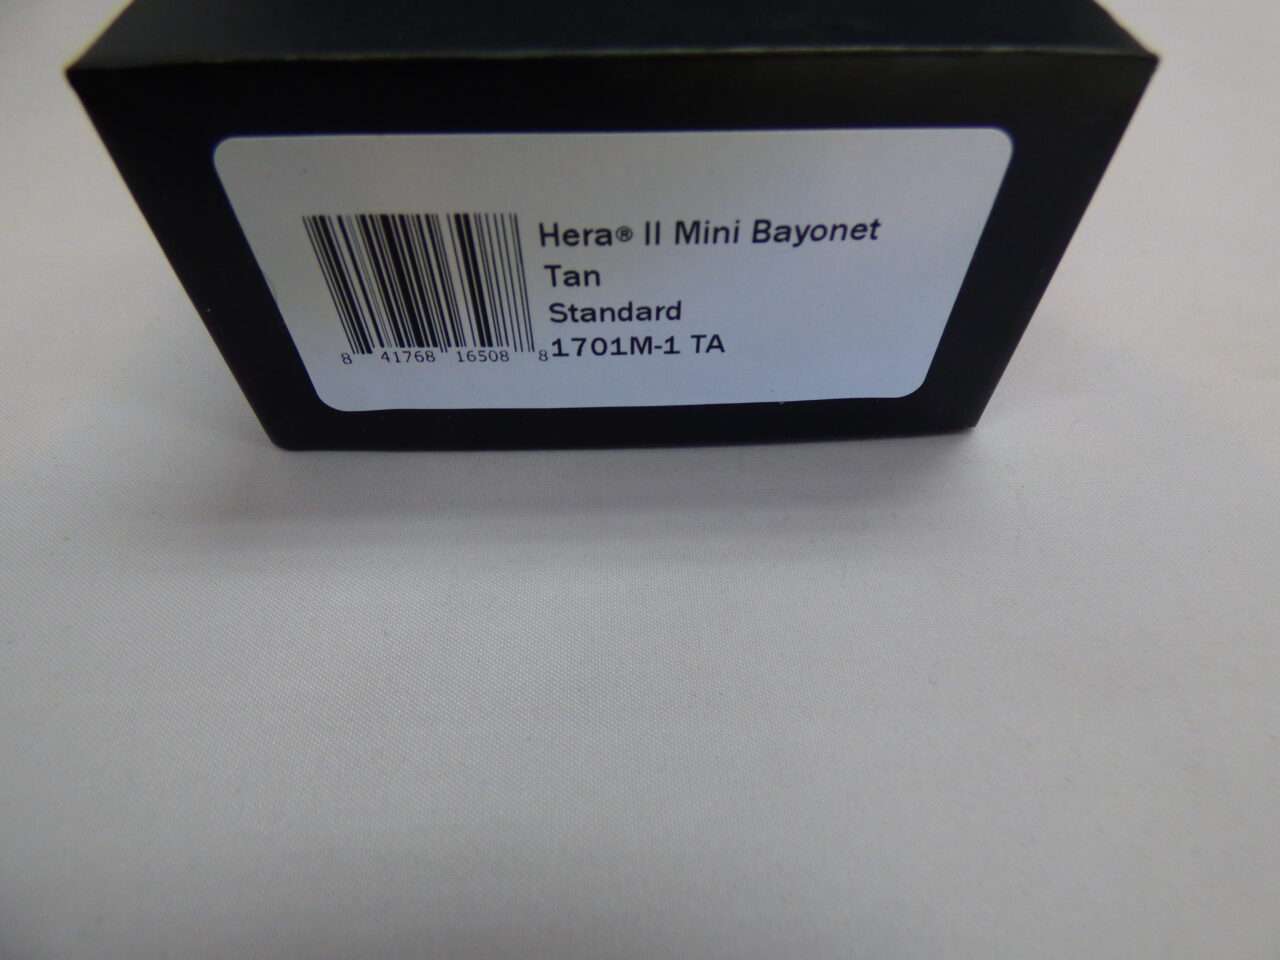 Hera® II Mini Bayonet
Tan
Standard
1701M-1 TA
8 41768 16508 8